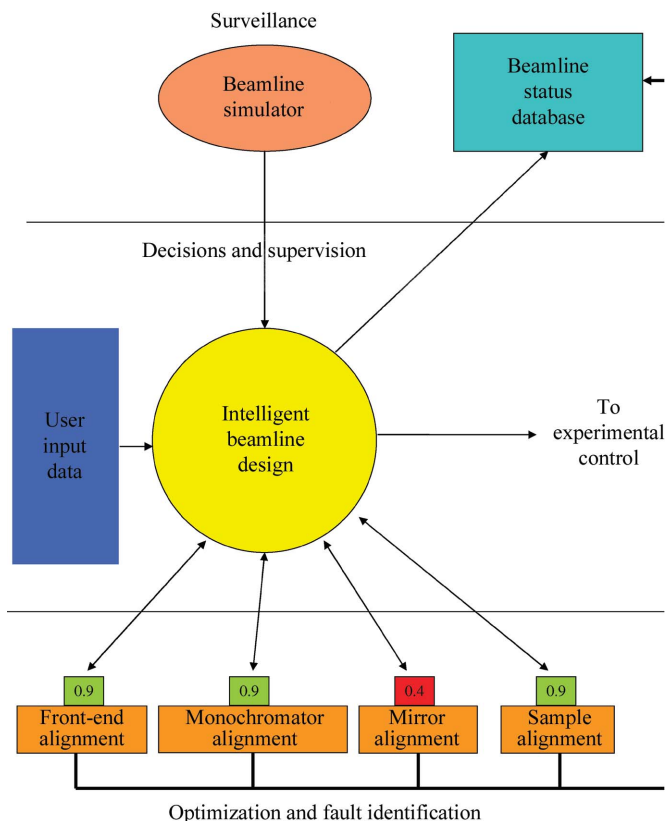 Surveillance
Beamline
simulator
Beamline
status
database
Decisions and supervision
User
input
data
Intelligent
beamline
design
To
experimental
control
0.9
0.9
0.4
0.9
Front-end
alignment
Monochromator
alignment
Mirror
alignment
Sample
alignment
Optimization and fault identification